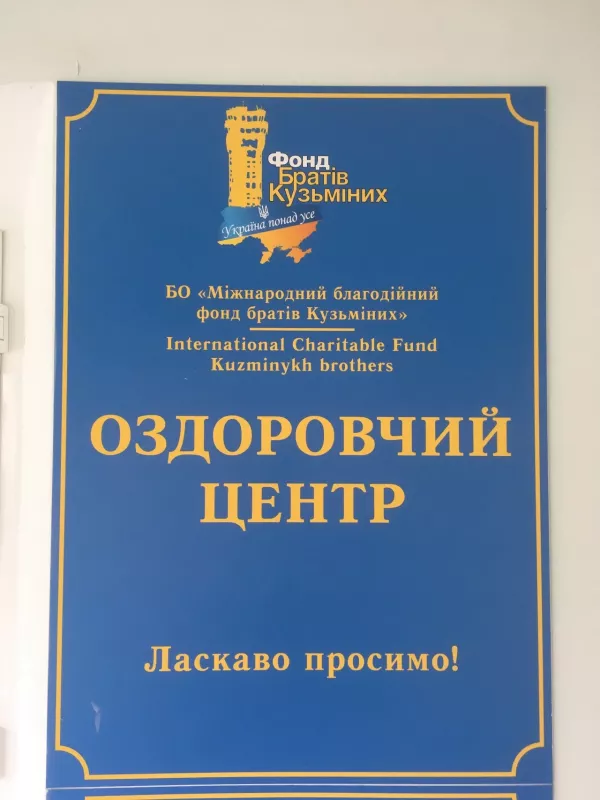 Фонд
Братів
Кузьміних
Україна понад усе
БО «Міжнародний благодійний
фонд братів Кузьміних»
International Charitable Fund
Kuzminykh brothers
ОЗДОРОВЧИЙ
ЦЕНТР
Ласкаво просимо!